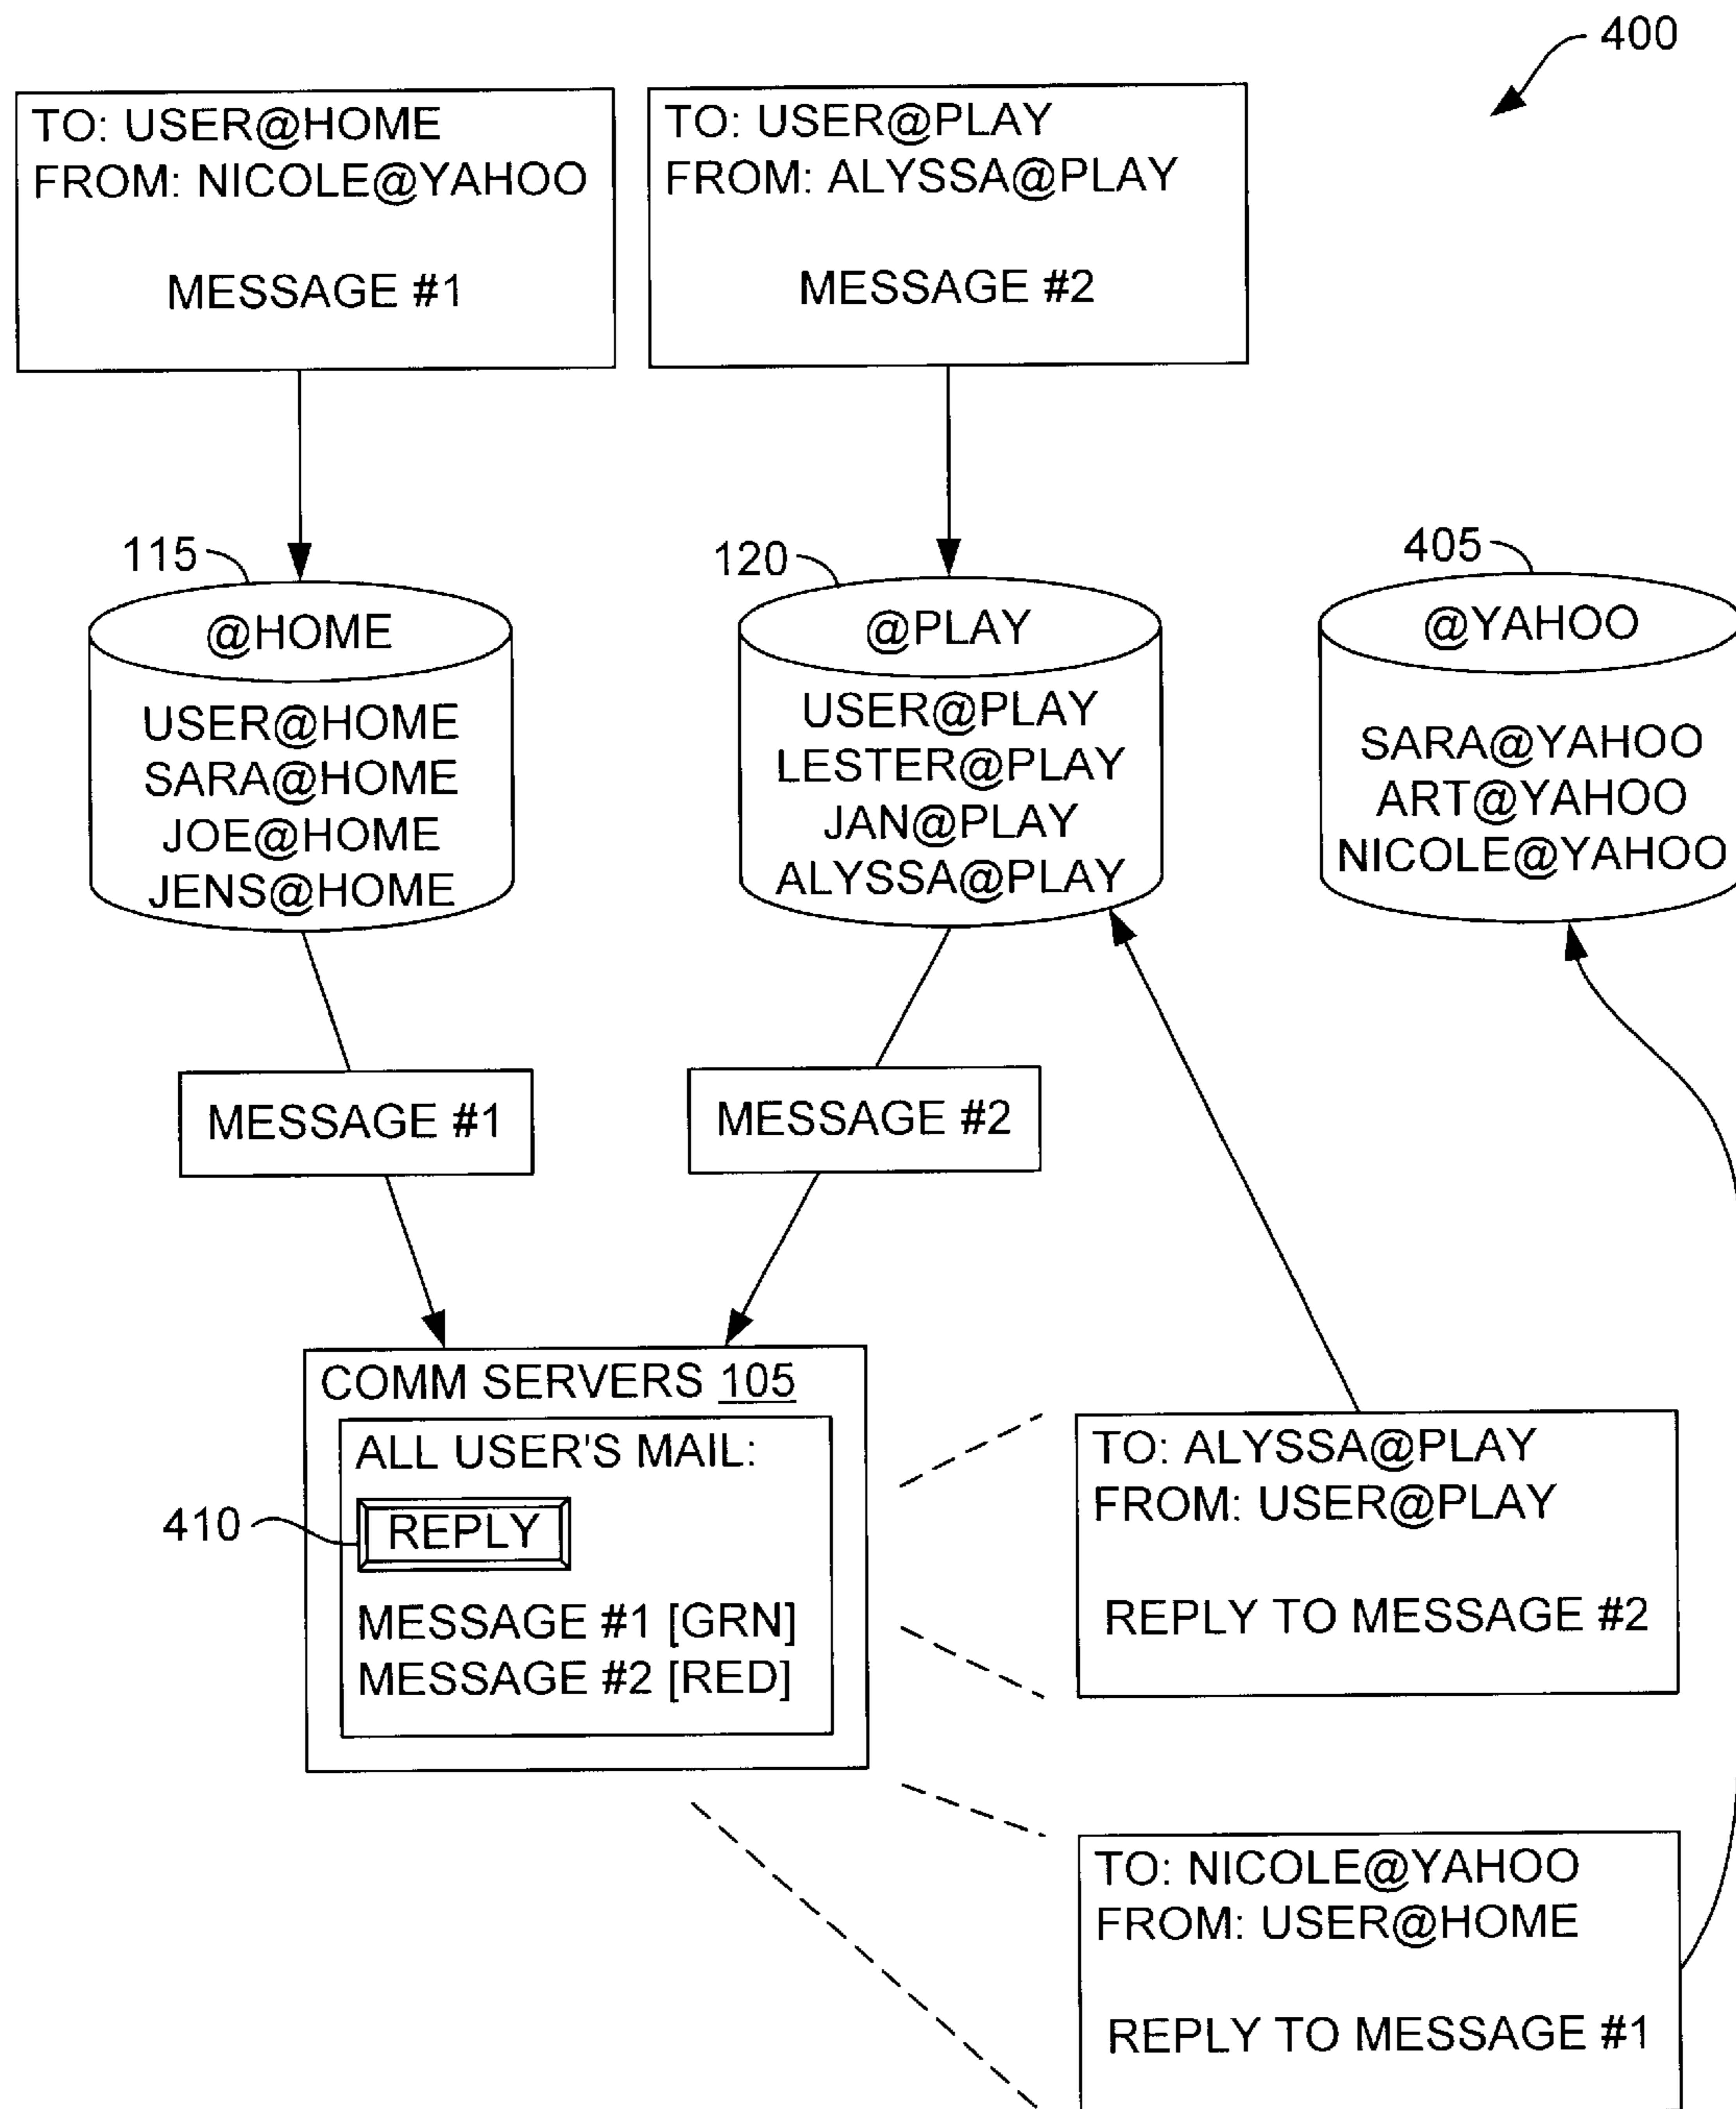 400
TO: USER@HOME
FROM: NICOLE@YAHOO
MESSAGE #1
TO: USER@PLAY
FROM: ALYSSA@PLAY
MESSAGE #2
115
@HOME
USER@HOME
SARA@HOME
JOE@HOME
JENS@HOME
120
@PLAY
USER@PLAY
LESTER@PLAY
JAN@PLAY
ALYSSA@PLAY
405
@YAHOO
SARA@YAHOO
ART@YAHOO
NICOLE@YAHOO
MESSAGE #1
MESSAGE #2
COMM SERVERS 105
ALL USER'S MAIL:
410
REPLY
MESSAGE #1 [GRN]
MESSAGE #2 [RED]
TO: ALYSSA@PLAY
FROM: USER@PLAY
REPLY TO MESSAGE #2
TO: NICOLE@YAHOO
FROM: USER@HOME
REPLY TO MESSAGE #1